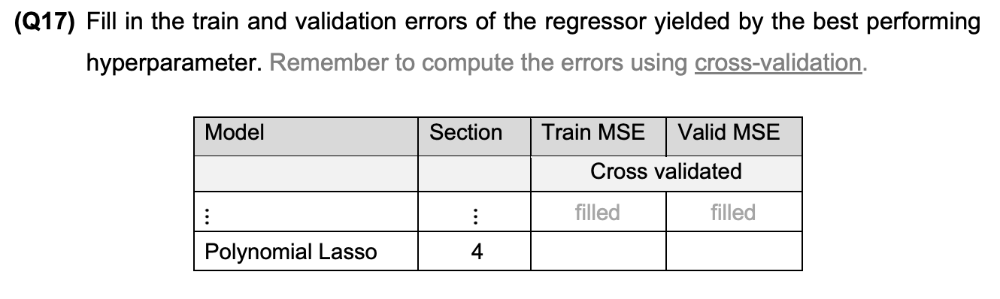 (Q17) Fill in the train and validation errors of the regressor yielded by the best performing
hyperparameter. Remember to compute the errors using cross-validation.
Model Section Train MSE Valid MSE
Cross validated
⋮ ⋮ filled filled
Polynomial Lasso 4